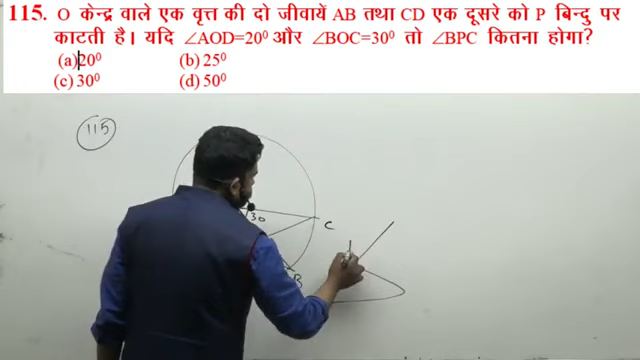 115. O केन्द्र वाले एक वृत्त की दो जीवायें AB तथा CD एक दूसरे को P बिन्दु पर
काटती है। यदि ∠AOD=20⁰ और ∠BOC=30⁰ तो ∠BPC कितना होगा?
(a) 20⁰ (b) 25⁰
(c) 30⁰ (d) 50⁰
115
30
C
B